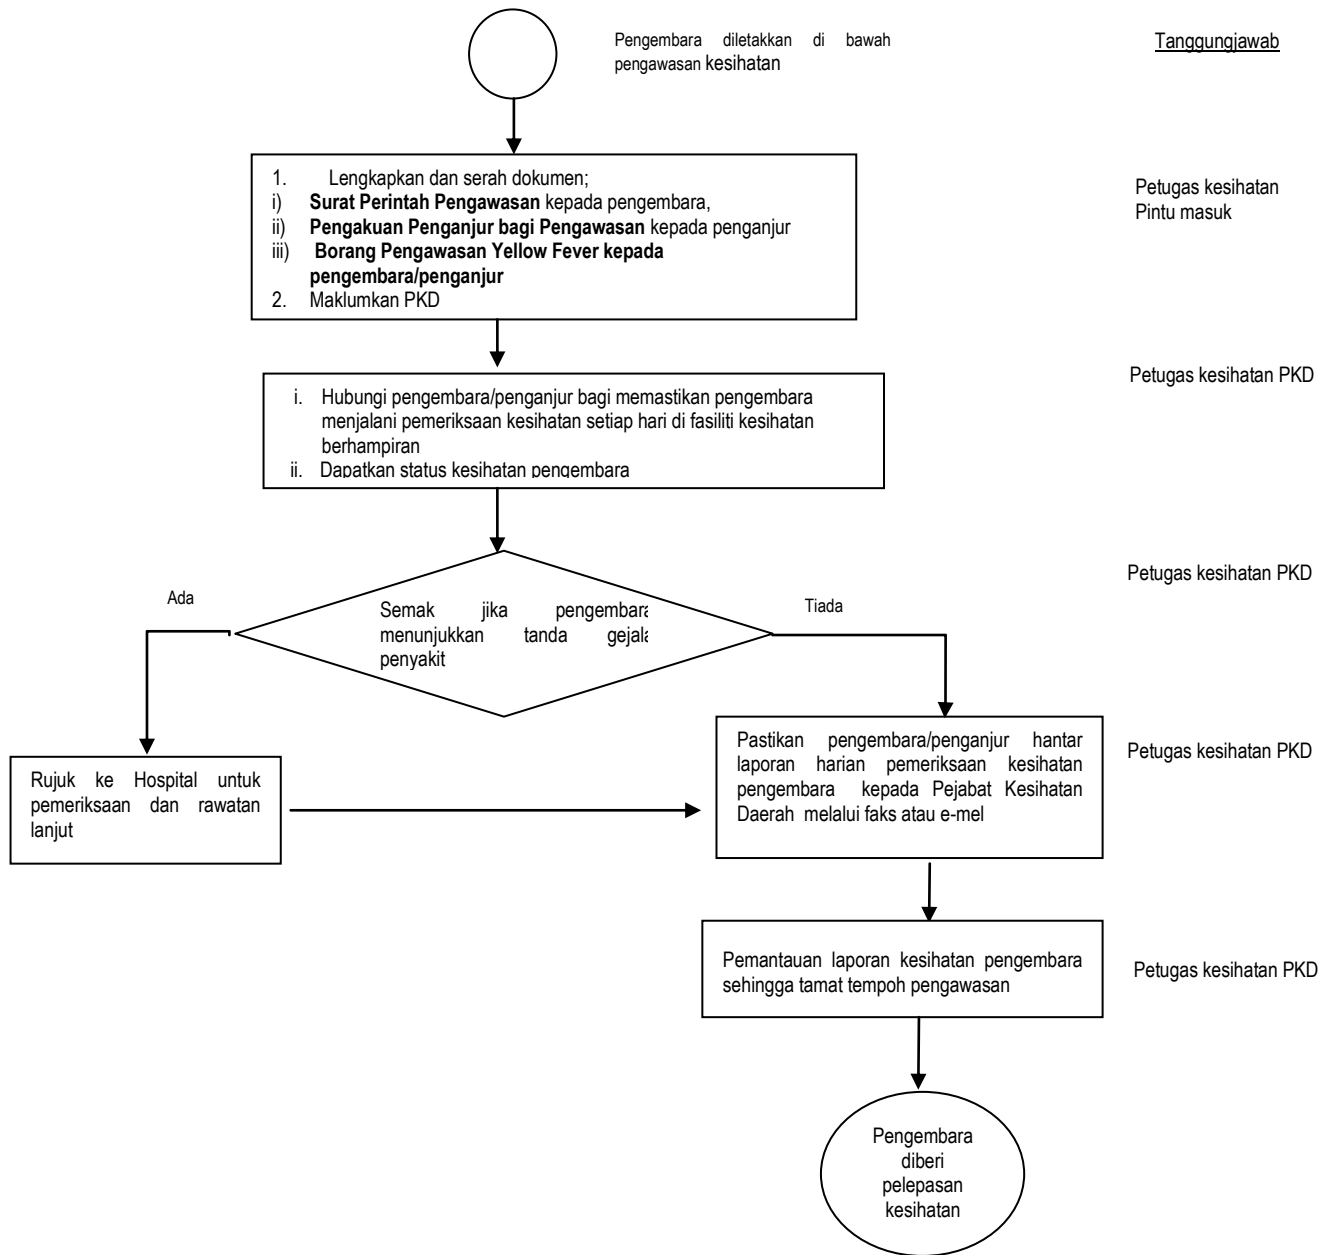 Pengembara diletakkan di bawah
pengawasan kesihatan
Tanggungjawab
1. Lengkapkan dan serah dokumen;
i) Surat Perintah Pengawasan kepada pengembara,
ii) Pengakuan Penganjur bagi Pengawasan kepada penganjur
iii) Borang Pengawasan Yellow Fever kepada
pengembara/penganjur
2. Maklumkan PKD
Petugas kesihatan
Pintu masuk
i. Hubungi pengembara/penganjur bagi memastikan pengembara
menjalani pemeriksaan kesihatan setiap hari di fasiliti kesihatan
berhampiran
ii. Dapatkan status kesihatan pengembara
Petugas kesihatan PKD
Ada
Semak jika pengembara
menunjukkan tanda gejala
penyakit
Tiada
Petugas kesihatan PKD
Rujuk ke Hospital untuk
pemeriksaan dan rawatan
lanjut
Pastikan pengembara/penganjur hantar
laporan harian pemeriksaan kesihatan
pengembara kepada Pejabat Kesihatan
Daerah melalui faks atau e-mel
Petugas kesihatan PKD
Pemantauan laporan kesihatan pengembara
sehingga tamat tempoh pengawasan
Petugas kesihatan PKD
Pengembara
diberi
pelepasan
kesihatan